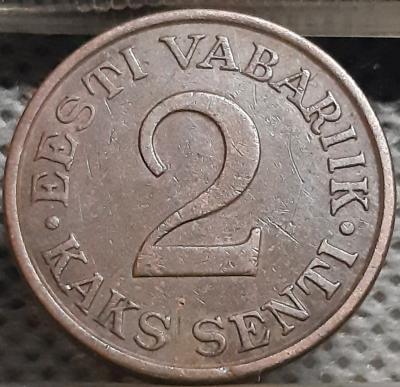 EESTI VABARIIK
2
· KAKS SENTI ·